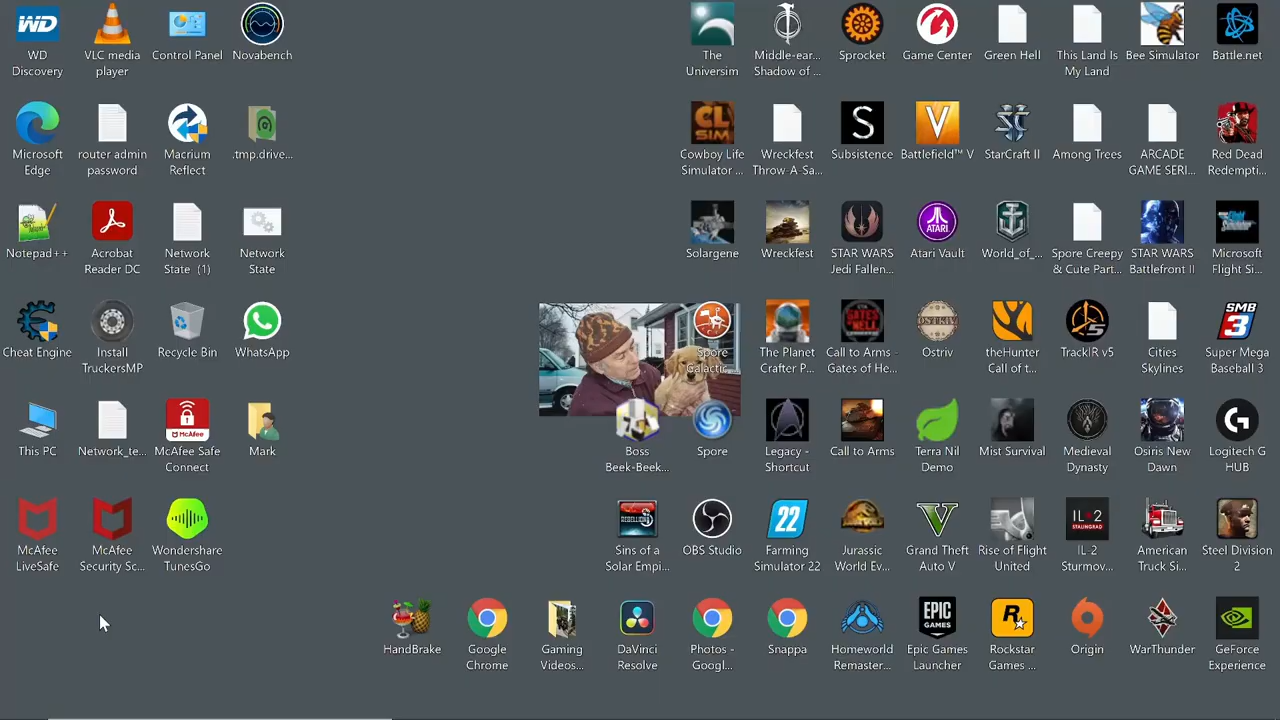 WD
Discovery
VLC media
player
Control Panel
Novabench
The
Universim
Middle-ear...
Shadow of ...
Sprocket
Game Center
Green Hell
This Land Is
My Land
Bee Simulator
Battle.net
Microsoft
Edge
router admin
password
Macrium
Reflect
.tmp.drive...
Cowboy Life
Simulator ...
Wreckfest
Throw-A-Sa...
Subsistence
Battlefield™ V
StarCraft II
Among Trees
ARCADE
GAME SERI...
Red Dead
Redempti...
Notepad++
Acrobat
Reader DC
Network
State (1)
Network
State
Solargene
Wreckfest
STAR WARS
Jedi Fallen...
Atari Vault
World_of_...
Spore Creepy
& Cute Part...
STAR WARS
Battlefront II
Microsoft
Flight Si...
Cheat Engine
Install
TruckersMP
Recycle Bin
WhatsApp
Spore
Galactic...
The Planet
Crafter P...
Call to Arms -
Gates of He...
Ostriv
theHunter
Call of t...
TrackIR v5
Cities
Skylines
Super Mega
Baseball 3
This PC
Network_te...
McAfee Safe
Connect
Mark
Boss
Beek-Beek...
Spore
Legacy -
Shortcut
Call to Arms
Terra Nil
Demo
Mist Survival
Medieval
Dynasty
Osiris New
Dawn
Logitech G
HUB
McAfee
LiveSafe
McAfee
Security Sc...
Wondershare
TunesGo
Sins of a
Solar Empi...
OBS Studio
Farming
Simulator 22
Jurassic
World Ev...
Grand Theft
Auto V
Rise of Flight
United
IL-2
Sturmov...
American
Truck Si...
Steel Division
2
HandBrake
Google
Chrome
Gaming
Videos...
DaVinci
Resolve
Photos -
Googl...
Snappa
Homeworld
Remaster...
Epic Games
Launcher
Rockstar
Games ...
Origin
WarThunder
GeForce
Experience